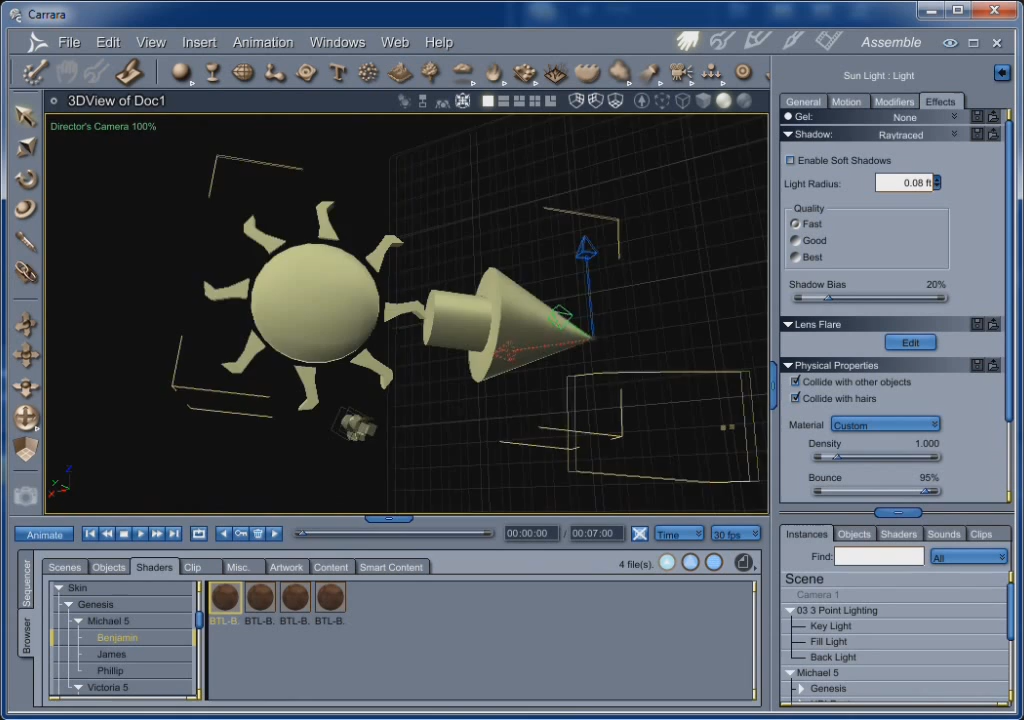 Carrara
File Edit View Insert Animation Windows Web Help
Assemble
3DView of Doc1
Director's Camera 100%
Sun Light : Light
General Motion Modifiers Effects
Gel: None
Shadow: Raytraced
Enable Soft Shadows
Light Radius: 0.08 ft
Quality
Fast
Good
Best
Shadow Bias 20%
Lens Flare
Edit
Physical Properties
Collide with other objects
Collide with hairs
Material Custom
Density 1.000
Bounce 95%
Z
Y
X
Animate 00:00:00 / 00:07:00 Time 30 fps
Instances Objects Shaders Sounds Clips
Find: All
Scene
Camera 1
03 3 Point Lighting
Key Light
Fill Light
Back Light
Michael 5
Genesis
Sequencer
Browser
Scenes Objects Shaders Clip Misc. Artwork Content Smart Content 4 file(s).
Skin
Genesis
Michael 5
Benjamin
James
Phillip
Victoria 5
BTL-B. BTL-B. BTL-B. BTL-B.